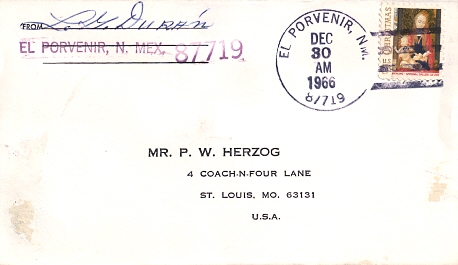 FROM L. G. Durán
EL PORVENIR, N. MEX. 87719
EL PORVENIR, N.M.
DEC
30
AM
1966
87719
CHRISTMAS
U.S.
MR. P. W. HERZOG
4 COACH-N-FOUR LANE
ST. LOUIS, MO. 63131
U.S.A.